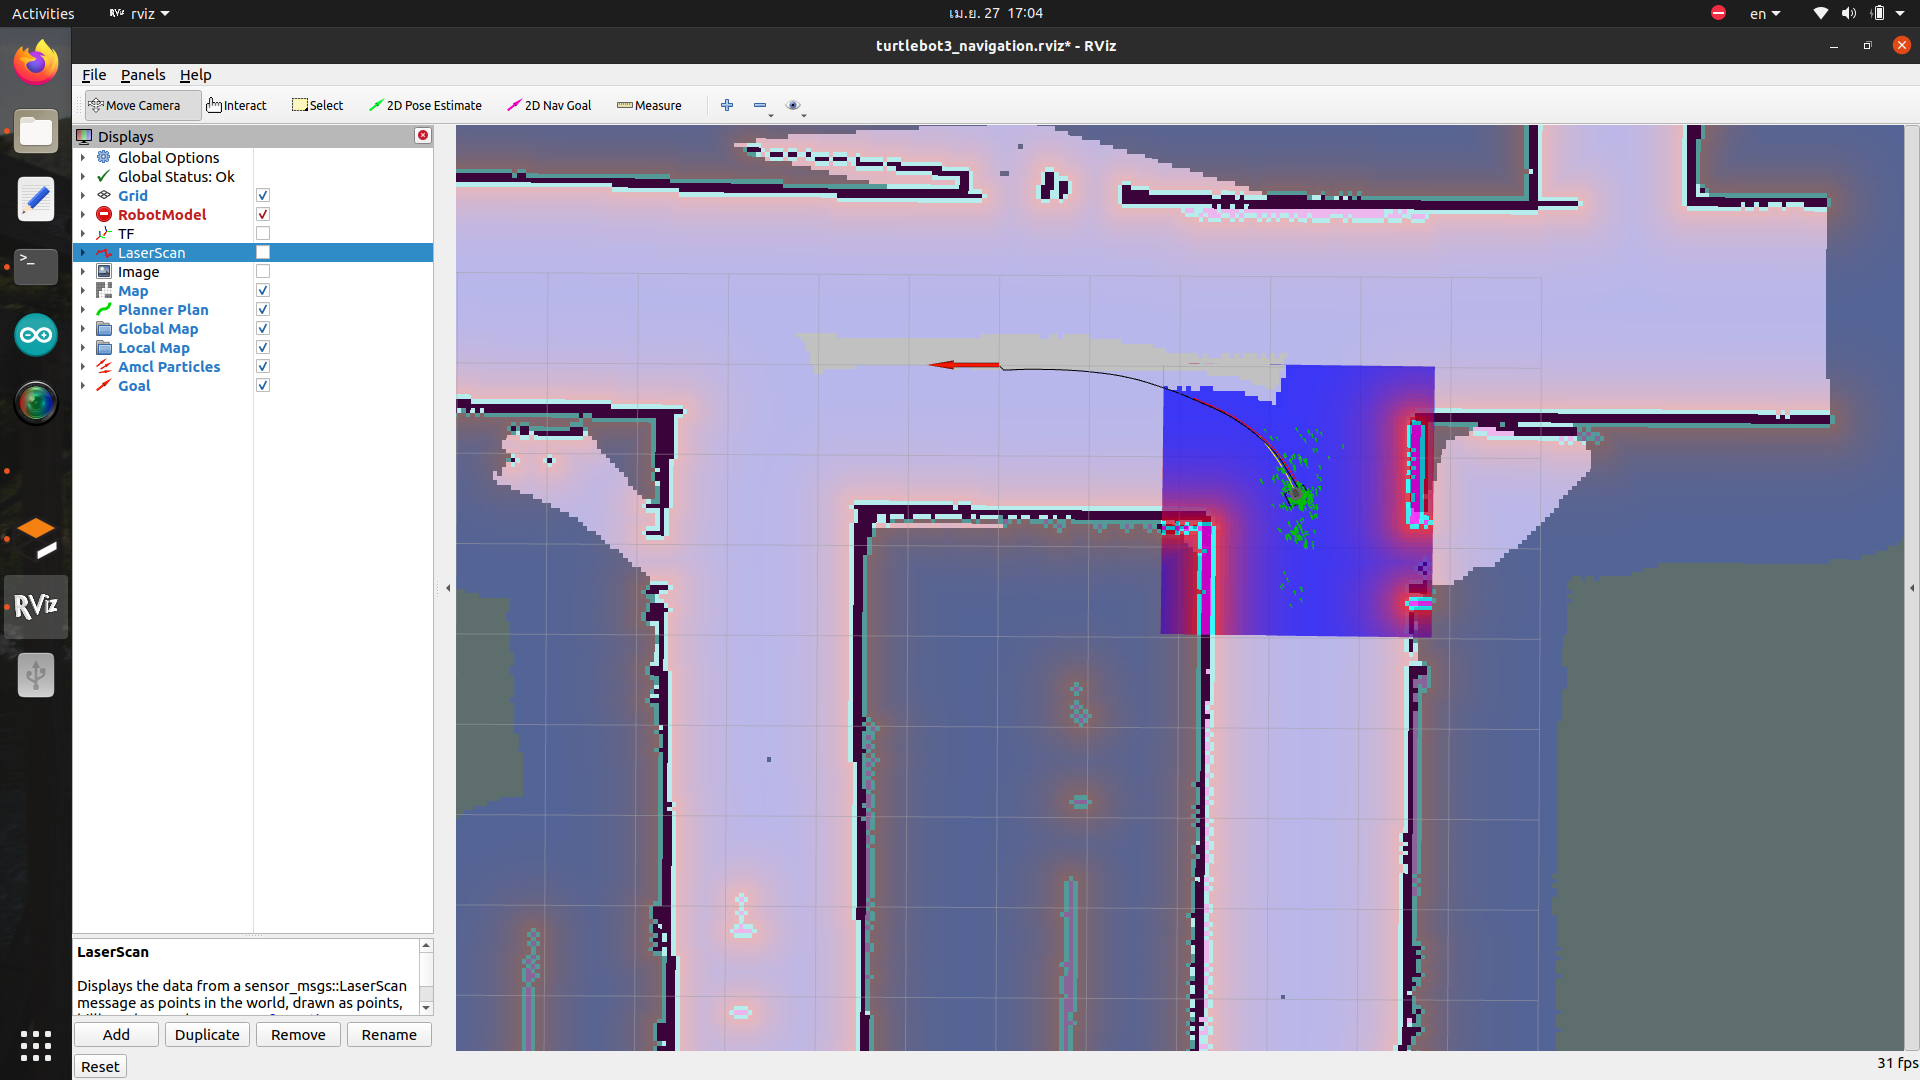 Activities
RViz rviz
เม.ย. 27 17:04
en
turtlebot3_navigation.rviz* - RViz
File Panels Help
Move Camera Interact Select 2D Pose Estimate 2D Nav Goal Measure
Displays
Global Options
Global Status: Ok
Grid
RobotModel
TF
LaserScan
Image
Map
Planner Plan
Global Map
Local Map
Amcl Particles
Goal
RViz
LaserScan
Displays the data from a sensor_msgs::LaserScan
message as points in the world, drawn as points,
Add Duplicate Remove Rename
Reset
31 fps